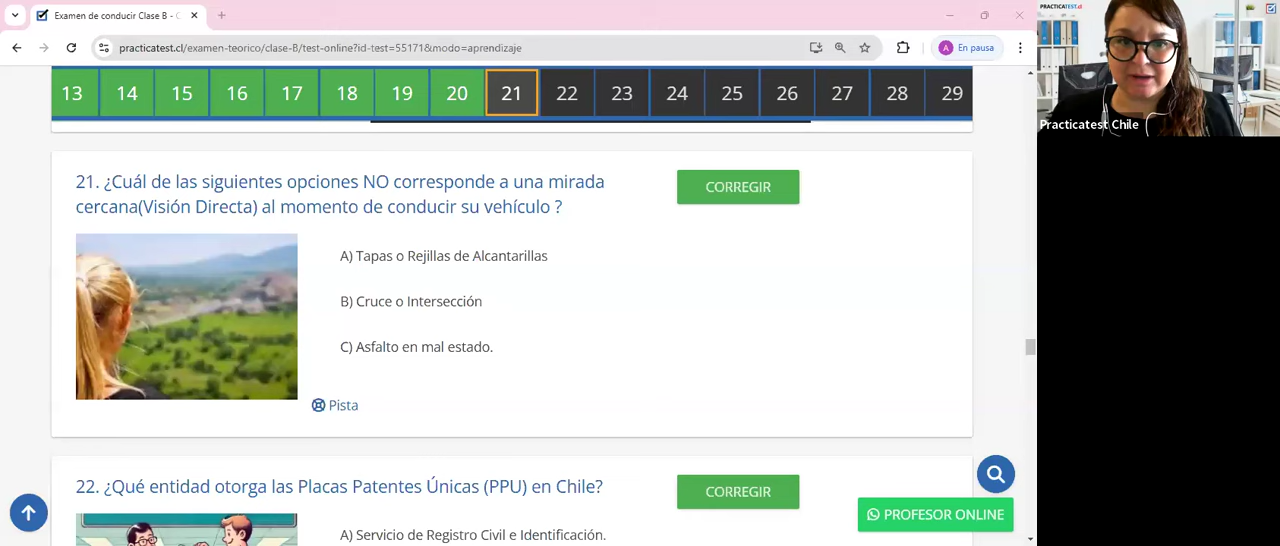 Examen de conducir Clase B - C
practicatest.cl/examen-teorico/clase-B/test-online?id-test=55171&modo=aprendizaje
A En pausa
PRACTICATEST.cl
Practicatest Chile
13 14 15 16 17 18 19 20 21 22 23 24 25 26 27 28 29
21. ¿Cuál de las siguientes opciones NO corresponde a una mirada
cercana(Visión Directa) al momento de conducir su vehículo ?
CORREGIR
A) Tapas o Rejillas de Alcantarillas
B) Cruce o Intersección
C) Asfalto en mal estado.
Pista
22. ¿Qué entidad otorga las Placas Patentes Únicas (PPU) en Chile?
CORREGIR
PROFESOR ONLINE
A) Servicio de Registro Civil e Identificación.